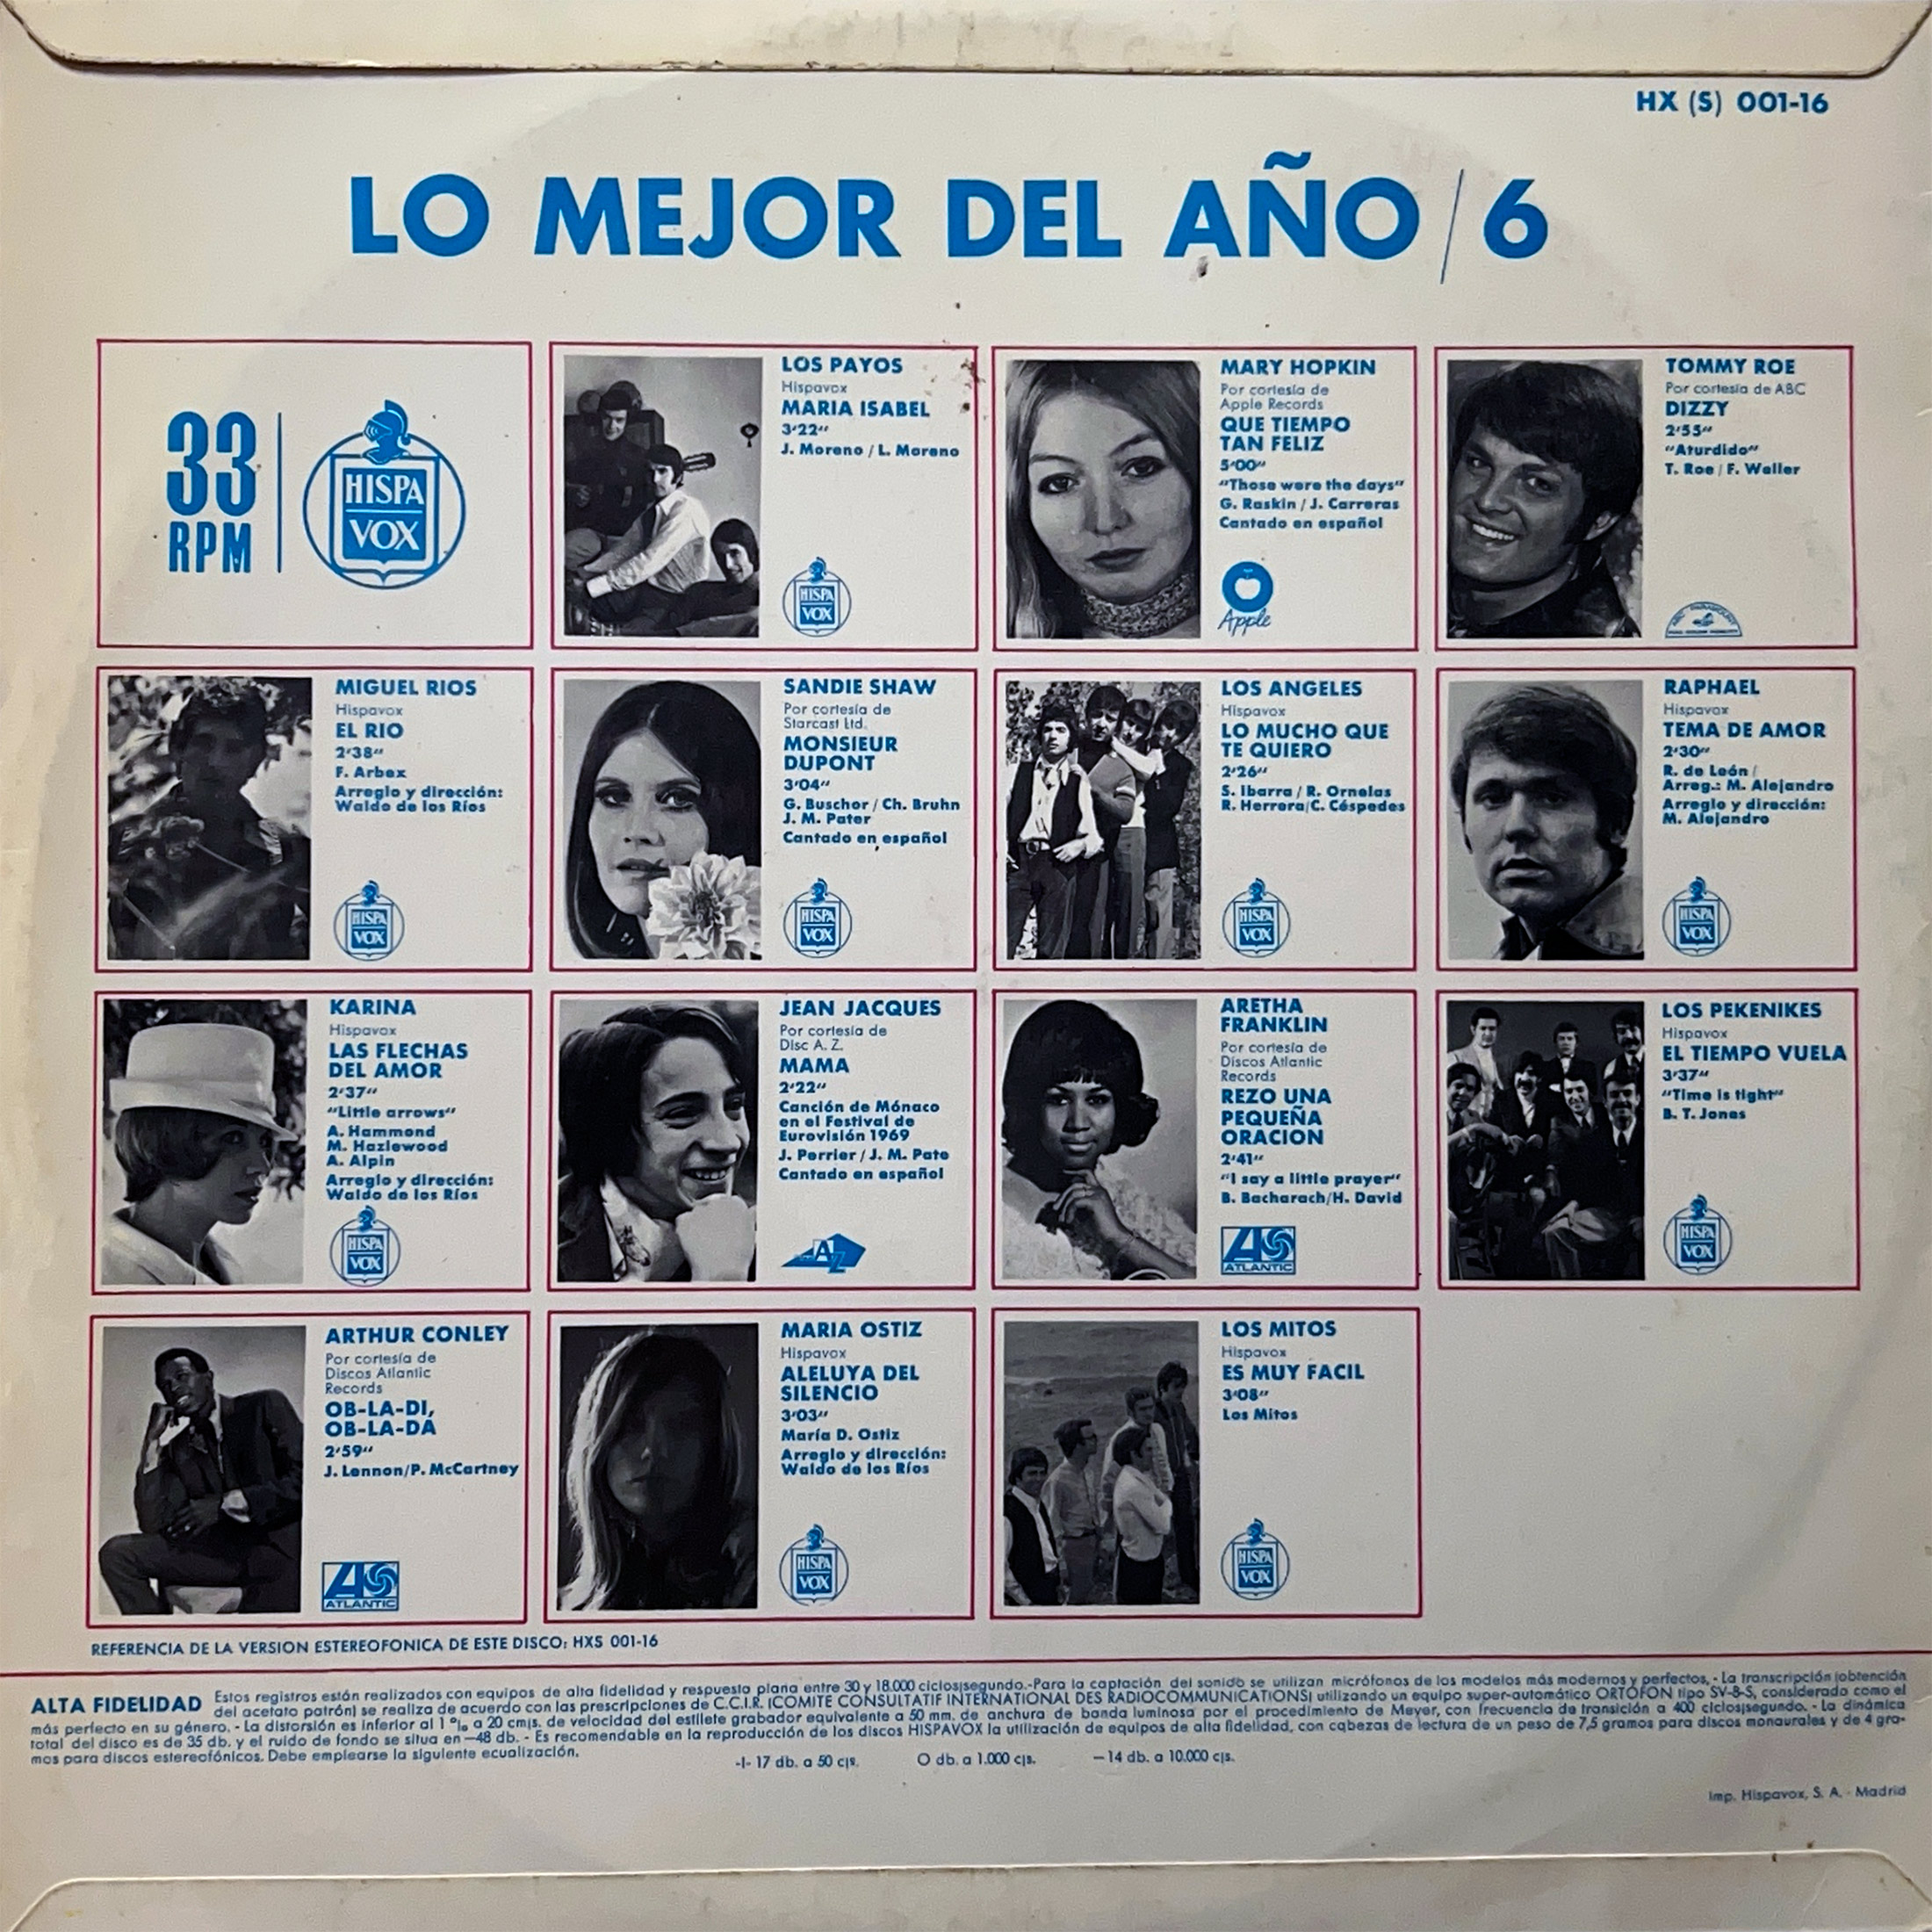 HX (S) 001-16
LO MEJOR DEL AÑO/6
33
RPM
HISPA
VOX
LOS PAYOS
Hispavox
MARIA ISABEL
3'22"
J. Moreno / L. Moreno
HISPA
VOX
MARY HOPKIN
Por cortesía de
Apple Records
QUE TIEMPO
TAN FELIZ
5'00"
"Those were the days"
G. Raskin / J. Carreras
Cantado en español
Apple
TOMMY ROE
Por cortesía de ABC
DIZZY
2'55"
"Aturdido"
T. Roe / F. Weller
MIGUEL RIOS
Hispavox
EL RIO
2'38"
F. Arbex
Arreglo y dirección:
Waldo de los Ríos
HISPA
VOX
SANDIE SHAW
Por cortesía de
Starcast Ltd.
MONSIEUR
DUPONT
3'04"
G. Buschor / Ch. Bruhn
J. M. Pater
Cantado en español
HISPA
VOX
LOS ANGELES
Hispavox
LO MUCHO QUE
TE QUIERO
2'26"
S. Ibarra / R. Ornelas
R. Herrera/C. Céspedes
HISPA
VOX
RAPHAEL
Hispavox
TEMA DE AMOR
2'30"
R. de León /
Arreg.: M. Alejandro
Arreglo y dirección:
M. Alejandro
HISPA
VOX
KARINA
Hispavox
LAS FLECHAS
DEL AMOR
2'37"
"Little arrows"
A. Hammond
M. Hazlewood
A. Alpin
Arreglo y dirección:
Waldo de los Ríos
HISPA
VOX
JEAN JACQUES
Por cortesía de
Disc A. Z.
MAMA
2'22"
Canción de Mónaco
en el Festival de
Eurovisión 1969
J. Perrier / J. M. Pate
Cantado en español
AZ
ARETHA
FRANKLIN
Por cortesía de
Discos Atlantic
Records
REZO UNA
PEQUEÑA
ORACION
2'41"
"I say a little prayer"
B. Bacharach/H. David
ATLANTIC
LOS PEKENIKES
Hispavox
EL TIEMPO VUELA
3'37"
"Time is tight"
B. T. Jones
HISPA
VOX
ARTHUR CONLEY
Por cortesía de
Discos Atlantic
Records
OB-LA-DI,
OB-LA-DA
2'59"
J. Lennon/P. McCartney
ATLANTIC
MARIA OSTIZ
Hispavox
ALELUYA DEL
SILENCIO
3'03"
María D. Ostiz
Arreglo y dirección:
Waldo de los Ríos
HISPA
VOX
LOS MITOS
Hispavox
ES MUY FACIL
3'08"
Los Mitos
HISPA
VOX
REFERENCIA DE LA VERSION ESTEREOFONICA DE ESTE DISCO: HXS 001-16
ALTA FIDELIDAD Estos registros están realizados con equipos de alta fidelidad y respuesta plana entre 30 y 18.000 ciclos|segundo.-Para la captación del sonido se utilizan micrófonos de los modelos más modernos y perfectos. - La transcripción (obtención
del acetato patrón) se realiza de acuerdo con las prescripciones de C.C.I.R. (COMITE CONSULTATIF INTERNATIONAL DES RADIOCOMMUNICATIONS) utilizando un equipo super-automático ORTOFON tipo SV-8-S, considerado como el
más perfecto en su género. - La distorsión es inferior al 1 °|o a 20 cm|s. de velocidad del estilete grabador equivalente a 50 mm. de anchura de banda luminosa por el procedimiento de Meyer, con frecuencia de transición a 400 ciclos|segundo. - La dinámica
total del disco es de 35 db. y el ruido de fondo se situa en —48 db. - Es recomendable en la reproducción de los discos HISPAVOX la utilización de equipos de alta fidelidad, con cabezas de lectura de un peso de 7,5 gramos para discos monaurales y de 4 gra-
mos para discos estereofónicos. Debe emplearse la siguiente ecualización.
-|- 17 db. a 50 c|s. O db. a 1.000 c|s. —14 db. a 10.000 c|s.
Imp. Hispavox, S. A. - Madrid